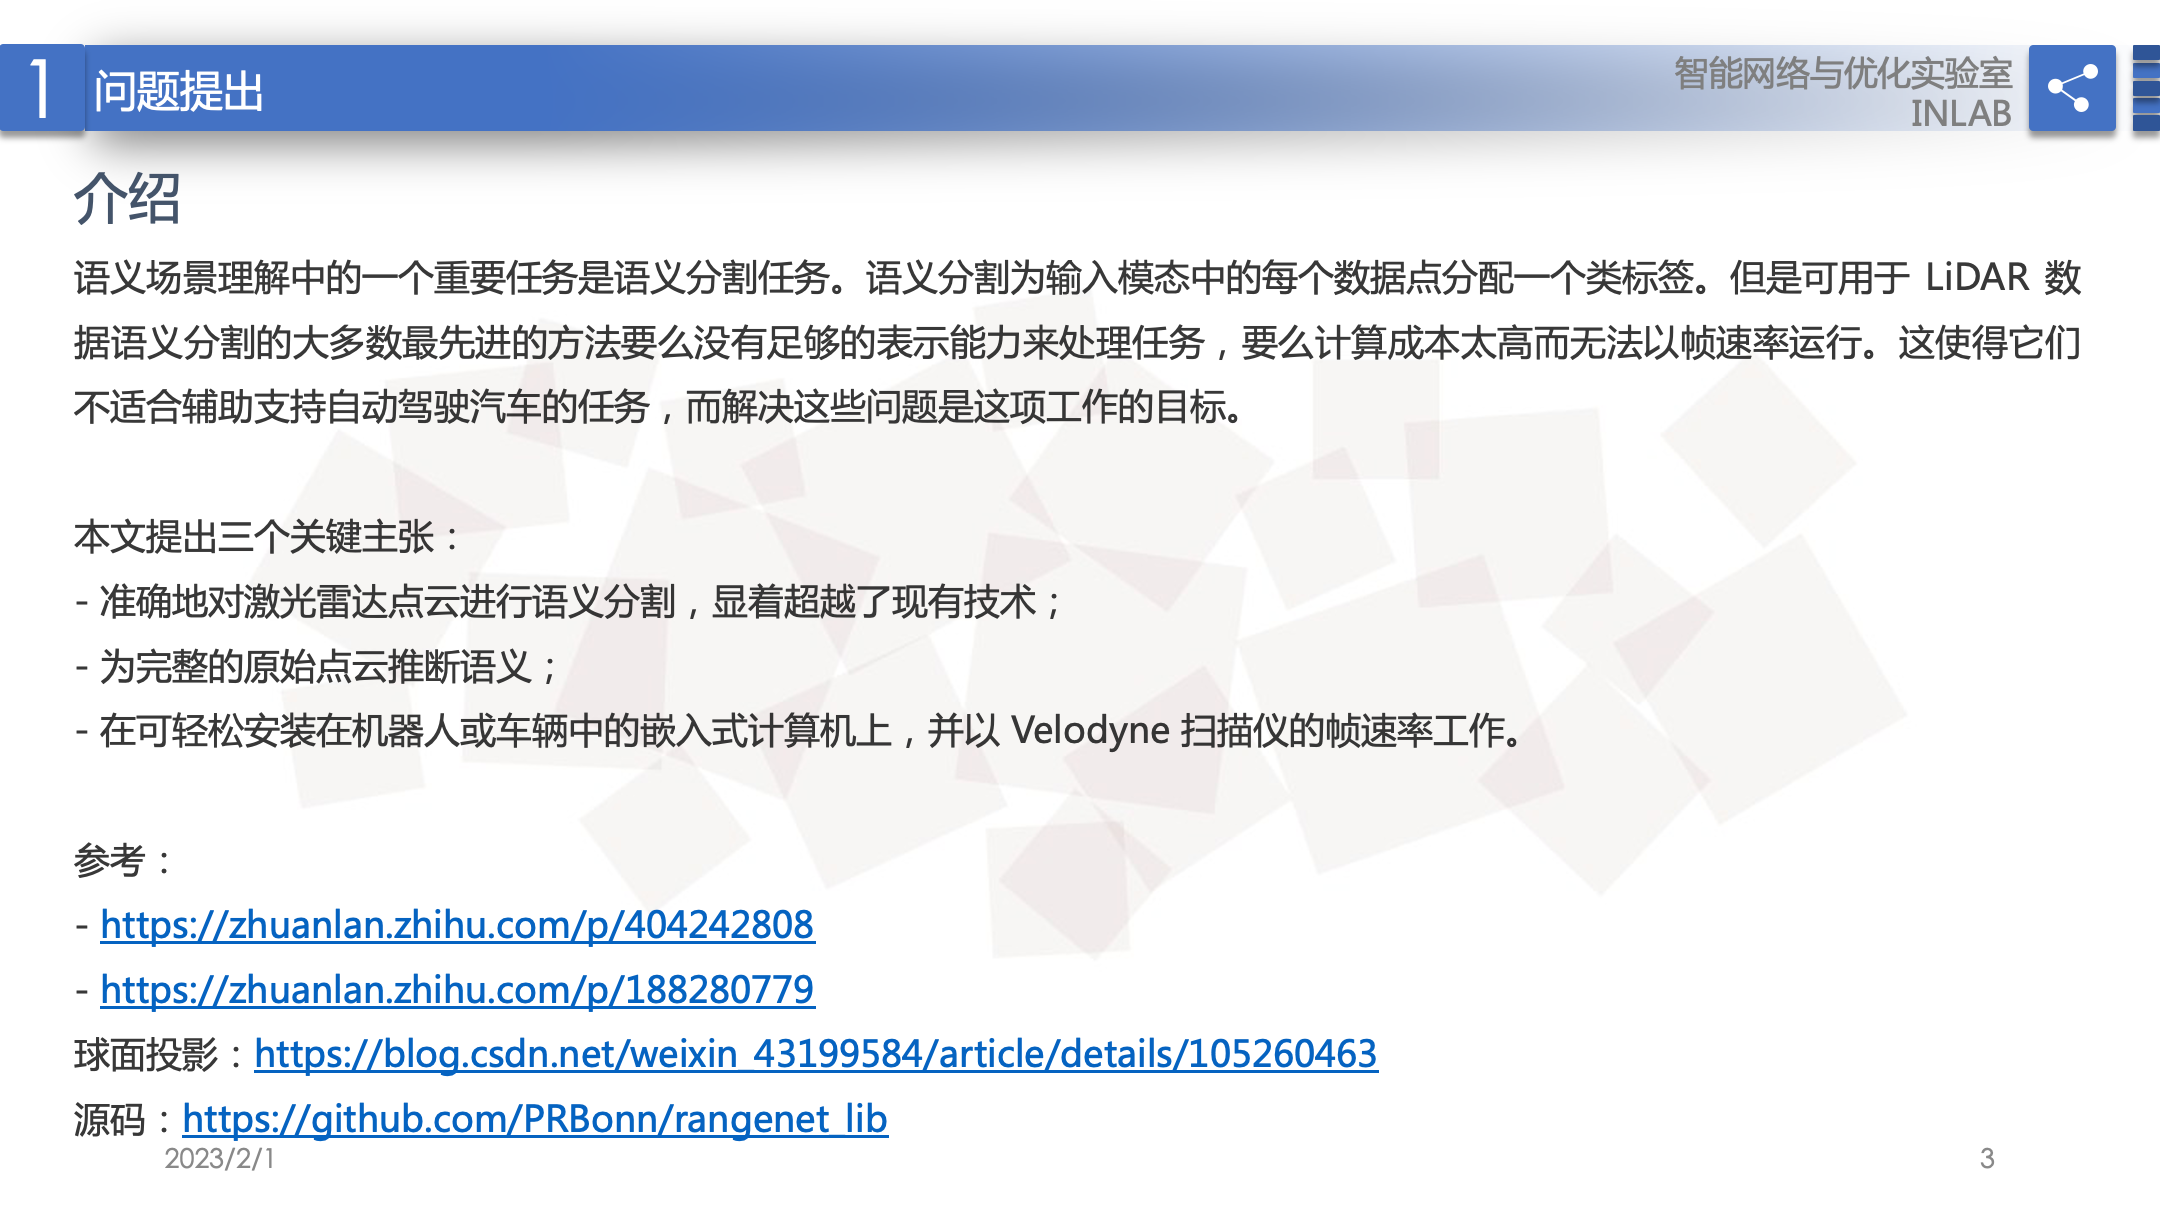 1 问题提出
智能网络与优化实验室
INLAB
介绍
语义场景理解中的一个重要任务是语义分割任务。语义分割为输入模态中的每个数据点分配一个类标签。但是可用于 LiDAR 数
据语义分割的大多数最先进的方法要么没有足够的表示能力来处理任务，要么计算成本太高而无法以帧速率运行。这使得它们
不适合辅助支持自动驾驶汽车的任务，而解决这些问题是这项工作的目标。
本文提出三个关键主张：
- 准确地对激光雷达点云进行语义分割，显着超越了现有技术；
- 为完整的原始点云推断语义；
- 在可轻松安装在机器人或车辆中的嵌入式计算机上，并以 Velodyne 扫描仪的帧速率工作。
参考：
- https://zhuanlan.zhihu.com/p/404242808
- https://zhuanlan.zhihu.com/p/188280779
球面投影：https://blog.csdn.net/weixin_43199584/article/details/105260463
源码：https://github.com/PRBonn/rangenet_lib
2023/2/1
3